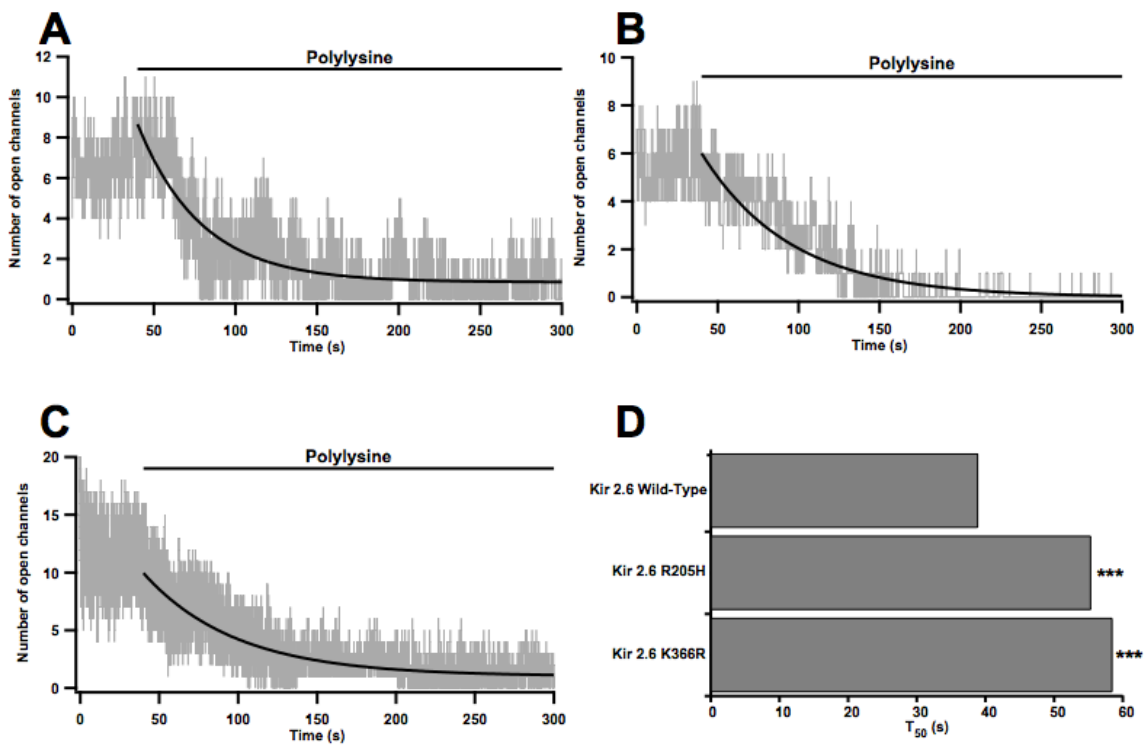 A
Polylysine
12
10
8
6
4
2
0
Number of open channels
0 50 100 150 200 250 300
Time (s)
B
Polylysine
10
8
6
4
2
0
Number of open channels
0 50 100 150 200 250 300
Time (s)
C
Polylysine
20
15
10
5
0
Number of open channels
0 50 100 150 200 250 300
Time (s)
D
Kir 2.6 Wild-Type
Kir 2.6 R205H
***
Kir 2.6 K366R
***
0 10 20 30 40 50 60
T50 (s)